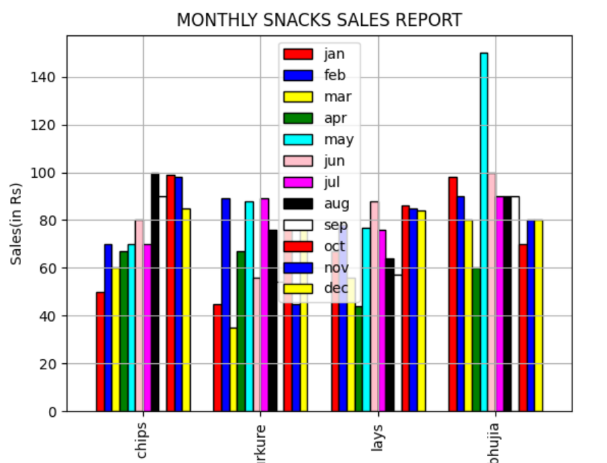 MONTHLY SNACKS SALES REPORT
Sales(in Rs)
140
120
100
80
60
40
20
0
jan
feb
mar
apr
may
jun
jul
aug
sep
oct
nov
dec
chips
lays